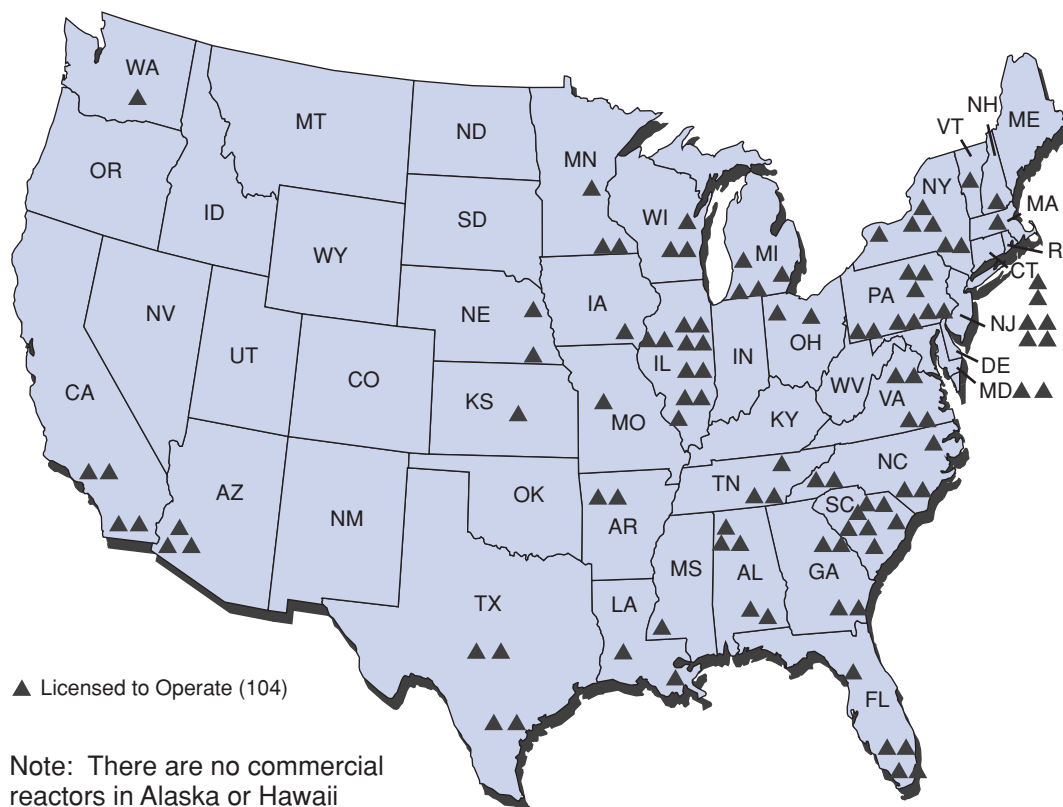 WA
MT
ND
MN
OR
ID
SD
WY
WI
MI
NY
VT
NH
ME
MA
R
CT
NV
UT
CO
NE
IA
IL
IN
OH
PA
NJ
DE
MD
CA
KS
MO
KY
WV
VA
AZ
NM
OK
AR
TN
NC
SC
MS
AL
GA
TX
LA
FL
Licensed to Operate (104)
Note: There are no commercial
reactors in Alaska or Hawaii